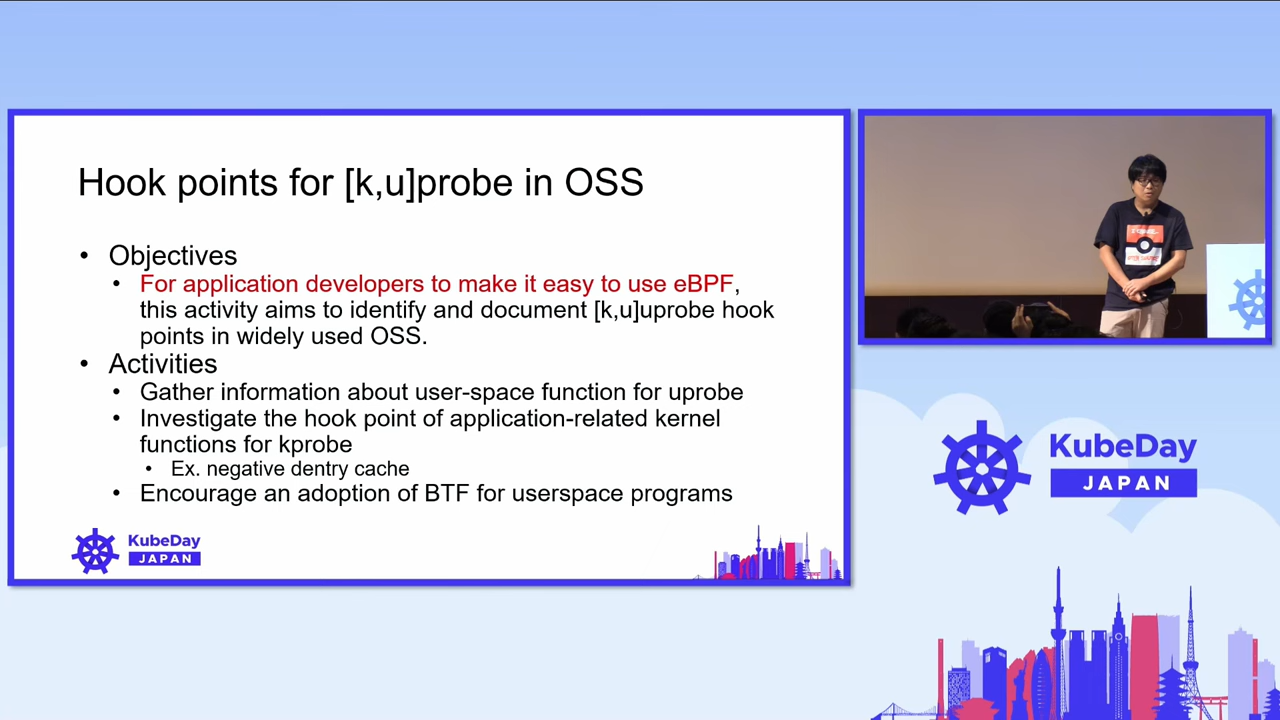 Hook points for [k,u]probe in OSS
• Objectives
• For application developers to make it easy to use eBPF,
this activity aims to identify and document [k,u]uprobe hook
points in widely used OSS.
• Activities
• Gather information about user-space function for uprobe
• Investigate the hook point of application-related kernel
functions for kprobe
• Ex. negative dentry cache
• Encourage an adoption of BTF for userspace programs
KubeDay
JAPAN
KubeDay
JAPAN